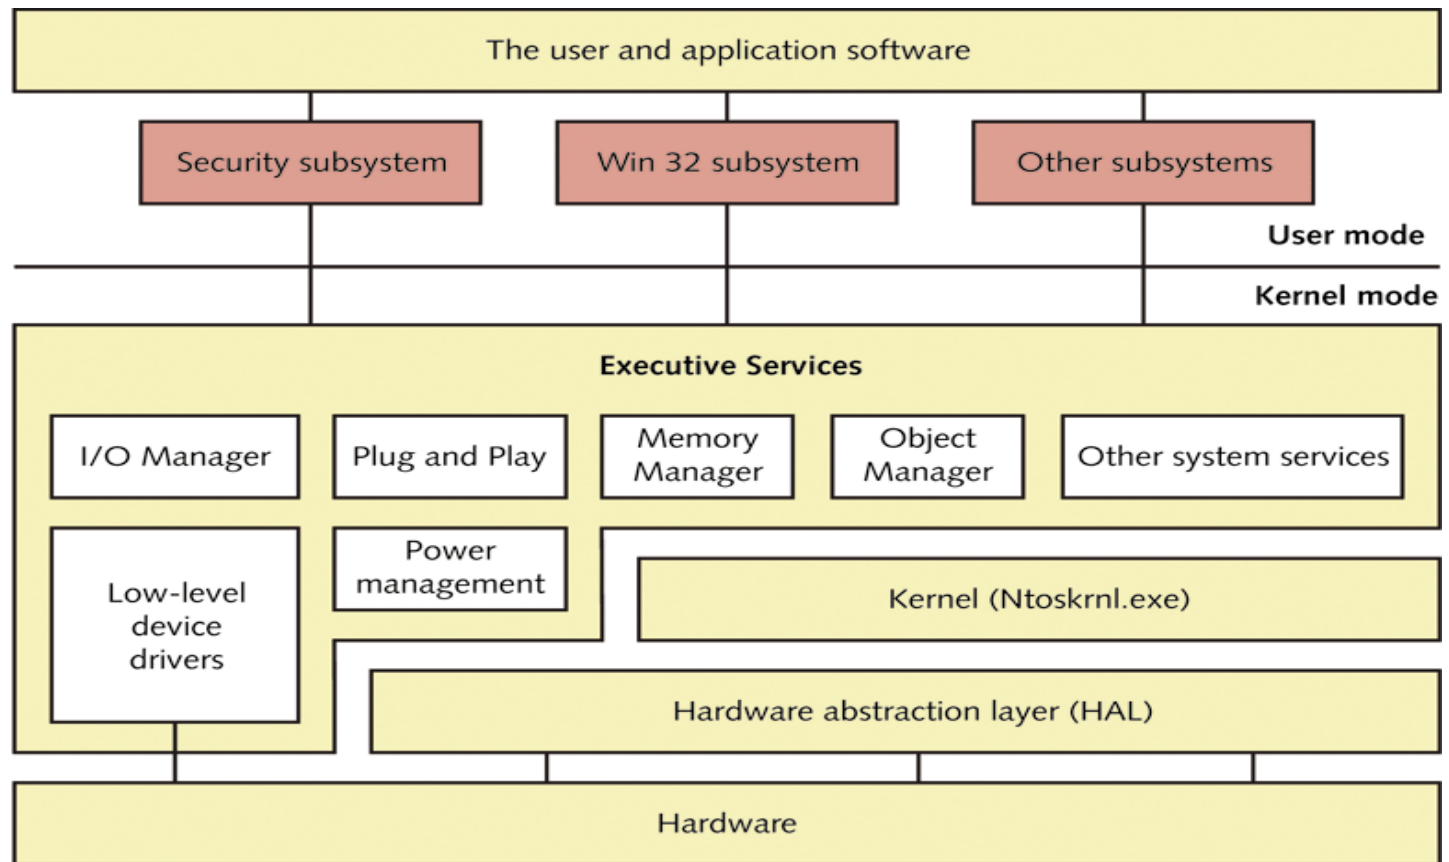 The user and application software
Security subsystem
Win 32 subsystem
Other subsystems
User mode
Kernel mode
Executive Services
I/O Manager
Plug and Play
Memory
Manager
Object
Manager
Other system services
Low-level
device
drivers
Power
management
Kernel (Ntoskrnl.exe)
Hardware abstraction layer (HAL)
Hardware